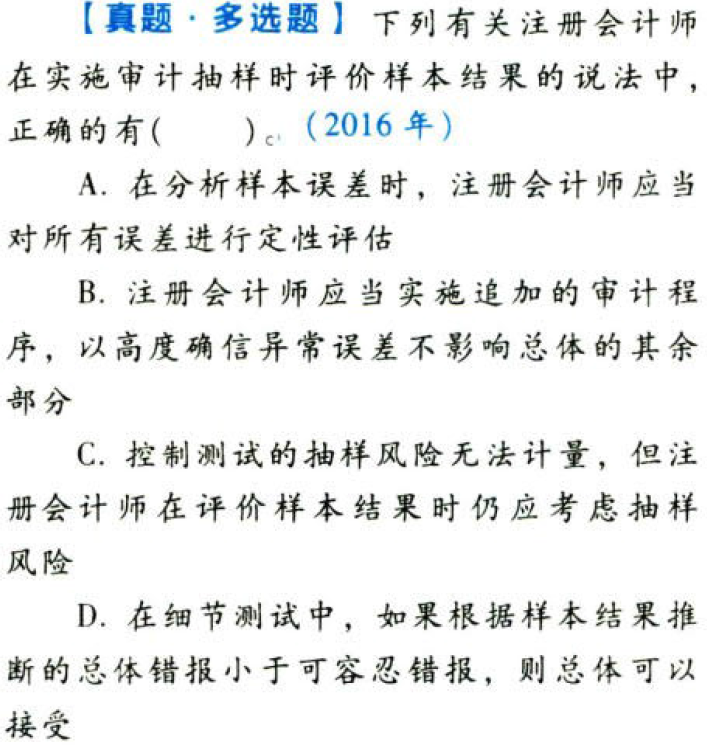 【真题·多选题】下列有关注册会计师
在实施审计抽样时评价样本结果的说法中，
正确的有(　　)。（2016 年）
A. 在分析样本误差时，注册会计师应当
对所有误差进行定性评估
B. 注册会计师应当实施追加的审计程
序，以高度确信异常误差不影响总体的其余
部分
C. 控制测试的抽样风险无法计量，但注
册会计师在评价样本结果时仍应考虑抽样
风险
D. 在细节测试中，如果根据样本结果推
断的总体错报小于可容忍错报，则总体可以
接受